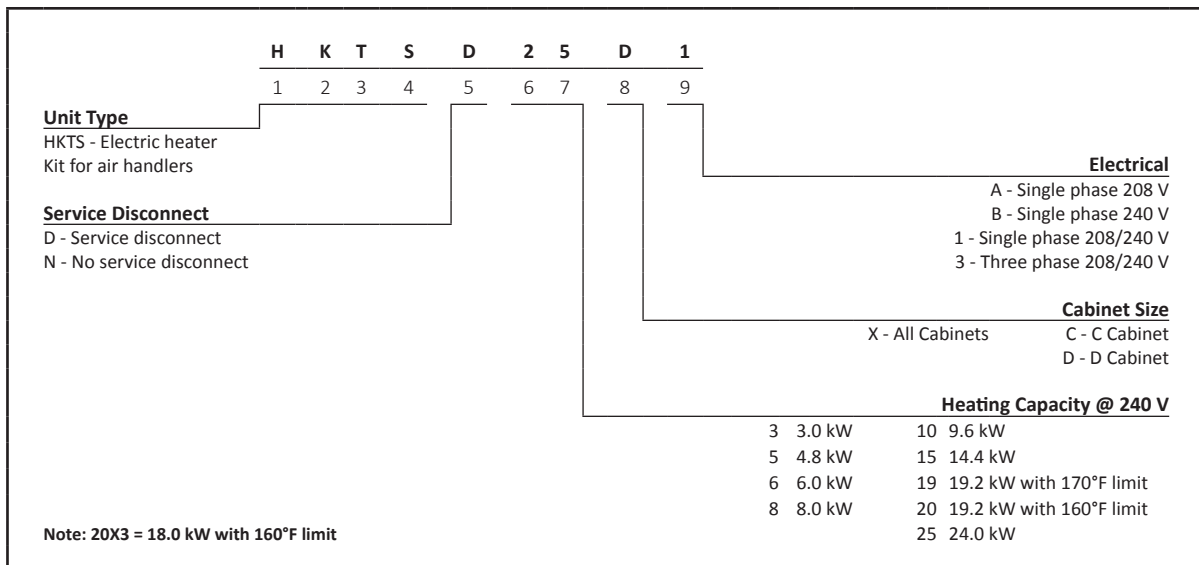 H K T S D 2 5 D 1
1 2 3 4 5 6 7 8 9
Unit Type
HKTS - Electric heater
Kit for air handlers
Service Disconnect
D - Service disconnect
N - No service disconnect
Electrical
A - Single phase 208 V
B - Single phase 240 V
1 - Single phase 208/240 V
3 - Three phase 208/240 V
Cabinet Size
X - All Cabinets C - C Cabinet
D - D Cabinet
Heating Capacity @ 240 V
3 3.0 kW 10 9.6 kW
5 4.8 kW 15 14.4 kW
6 6.0 kW 19 19.2 kW with 170°F limit
8 8.0 kW 20 19.2 kW with 160°F limit
25 24.0 kW
Note: 20X3 = 18.0 kW with 160°F limit